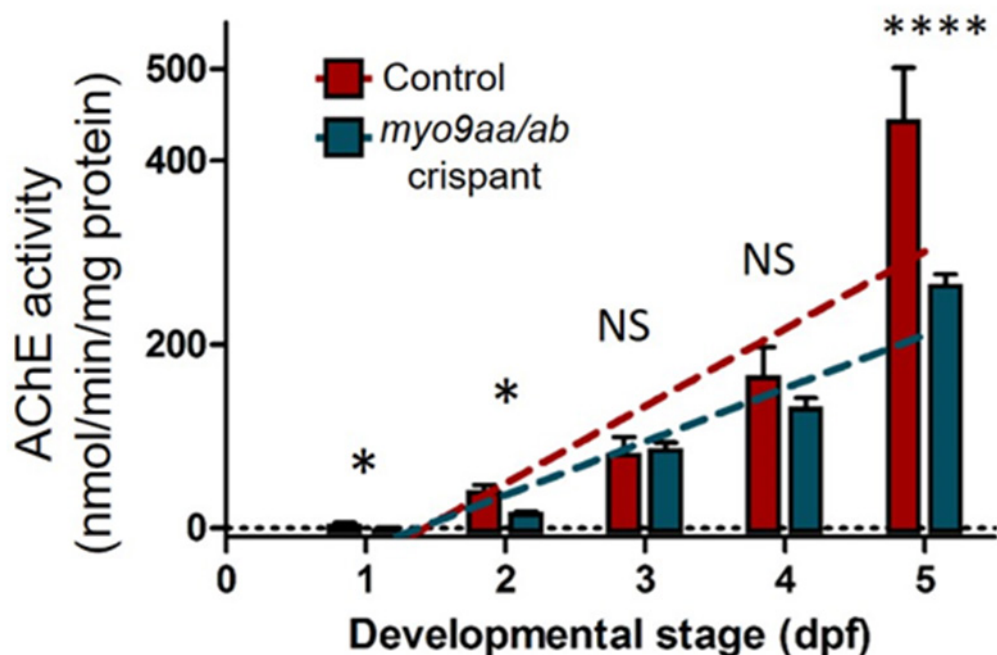 ****
500
Control
myo9aa/ab
crispant
400
AChE activity
(nmol/min/mg protein)
NS
NS
200
*
*
0
0 1 2 3 4 5
Developmental stage (dpf)